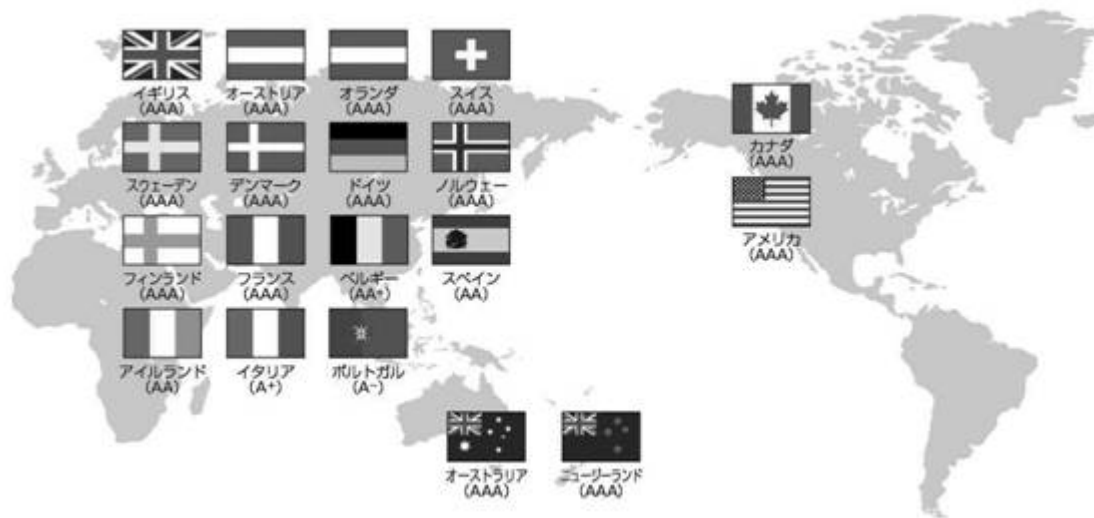 イギリス
(AAA)
オーストリア
(AAA)
オランダ
(AAA)
スイス
(AAA)
スウェーデン
(AAA)
デンマーク
(AAA)
ドイツ
(AAA)
ノルウェー
(AAA)
フィンランド
(AAA)
フランス
(AAA)
ベルギー
(AA+)
スペイン
(AA)
アイルランド
(AA)
イタリア
(A+)
ポルトガル
(A-)
カナダ
(AAA)
アメリカ
(AAA)
オーストラリア
(AAA)
ニュージーランド
(AAA)